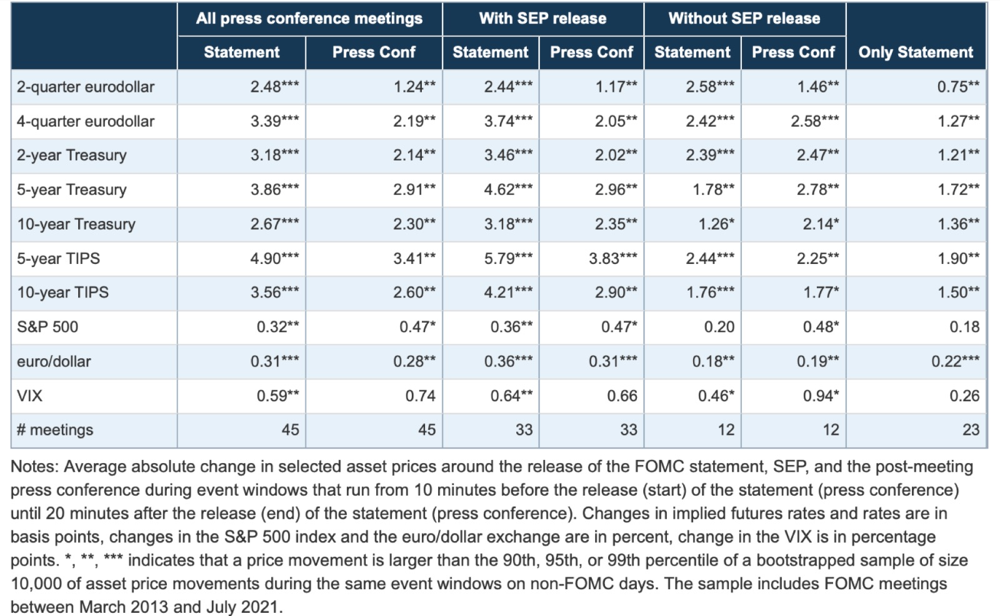 All press conference meetings With SEP release Without SEP release
Statement Press Conf Statement Press Conf Statement Press Conf Only Statement
2-quarter eurodollar 2.48*** 1.24** 2.44*** 1.17** 2.58*** 1.46** 0.75**
4-quarter eurodollar 3.39*** 2.19** 3.74*** 2.05** 2.42*** 2.58*** 1.27**
2-year Treasury 3.18*** 2.14** 3.46*** 2.02** 2.39*** 2.47** 1.21**
5-year Treasury 3.86*** 2.91** 4.62*** 2.96** 1.78** 2.78** 1.72**
10-year Treasury 2.67*** 2.30** 3.18*** 2.35** 1.26* 2.14* 1.36**
5-year TIPS 4.90*** 3.41** 5.79*** 3.83*** 2.44*** 2.25** 1.90**
10-year TIPS 3.56*** 2.60** 4.21*** 2.90** 1.76*** 1.77* 1.50**
S&P 500 0.32** 0.47* 0.36** 0.47* 0.20 0.48* 0.18
euro/dollar 0.31*** 0.28** 0.36*** 0.31*** 0.18** 0.19** 0.22***
VIX 0.59** 0.74 0.64** 0.66 0.46* 0.94* 0.26
# meetings 45 45 33 33 12 12 23
Notes: Average absolute change in selected asset prices around the release of the FOMC statement, SEP, and the post-meeting
press conference during event windows that run from 10 minutes before the release (start) of the statement (press conference)
until 20 minutes after the release (end) of the statement (press conference). Changes in implied futures rates and rates are in
basis points, changes in the S&P 500 index and the euro/dollar exchange are in percent, change in the VIX is in percentage
points. *, **, *** indicates that a price movement is larger than the 90th, 95th, or 99th percentile of a bootstrapped sample of size
10,000 of asset price movements during the same event windows on non-FOMC days. The sample includes FOMC meetings
between March 2013 and July 2021.